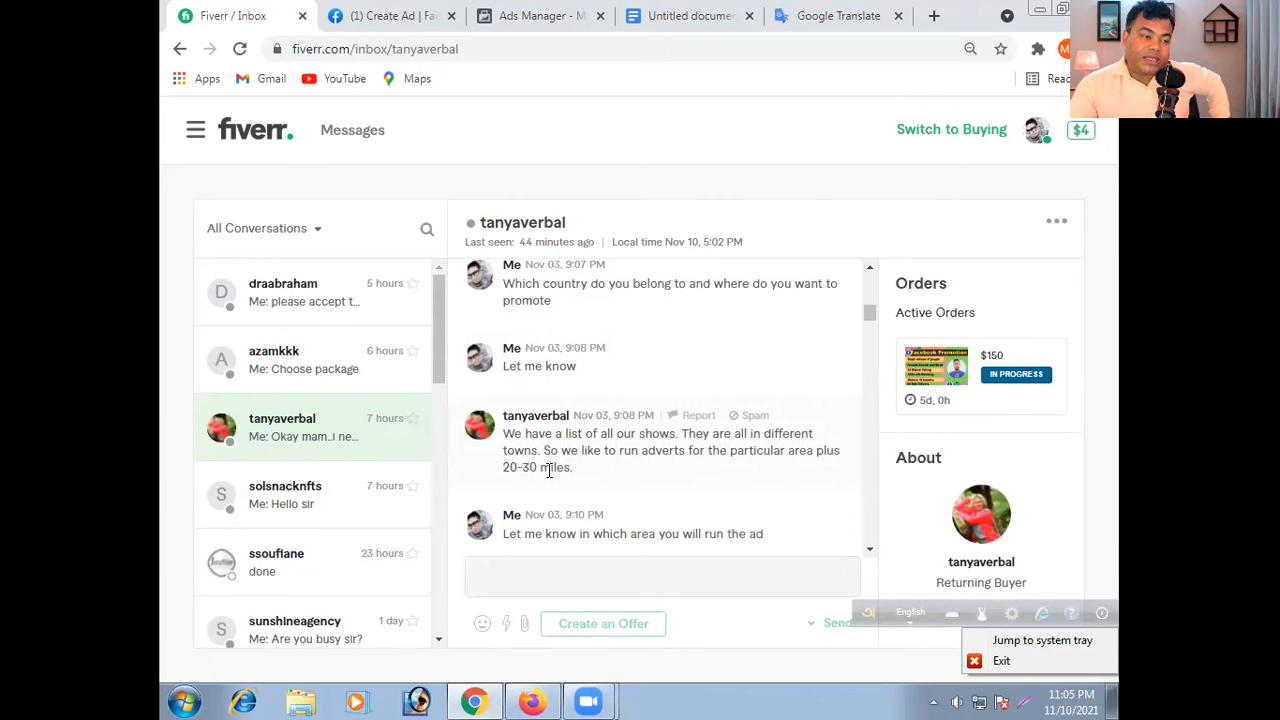 Fiverr / Inbox
(1) Create Ad | Fac
Ads Manager - M
Untitled documen
Google Translate
fiverr.com/inbox/tanyaverbal
Apps
Gmail
YouTube
Maps
Reac
fiverr.
Messages
Switch to Buying
$4
All Conversations
tanyaverbal
Last seen: 44 minutes ago | Local time Nov 10, 5:02 PM
D
draabraham
5 hours
Me: please accept t...
A
azamkkk
6 hours
Me: Choose package
tanyaverbal
7 hours
Me: Okay mam..i ne...
S
solsnacknfts
7 hours
Me: Hello sir
ssoufiane
23 hours
done
S
sunshineagency
1 day
Me: Are you busy sir?
Me Nov 03, 9:07 PM
Which country do you belong to and where do you want to
promote
Me Nov 03, 9:08 PM
Let me know
tanyaverbal Nov 03, 9:08 PM | Report Spam
We have a list of all our shows. They are all in different
towns. So we like to run adverts for the particular area plus
20-30 miles.
Me Nov 03, 9:10 PM
Let me know in which area you will run the ad
Create an Offer
Send
Orders
Active Orders
Facebook Promotion
$150
IN PROGRESS
5d, 0h
About
tanyaverbal
Returning Buyer
অ
English
Jump to system tray
Exit
11:05 PM
11/10/2021